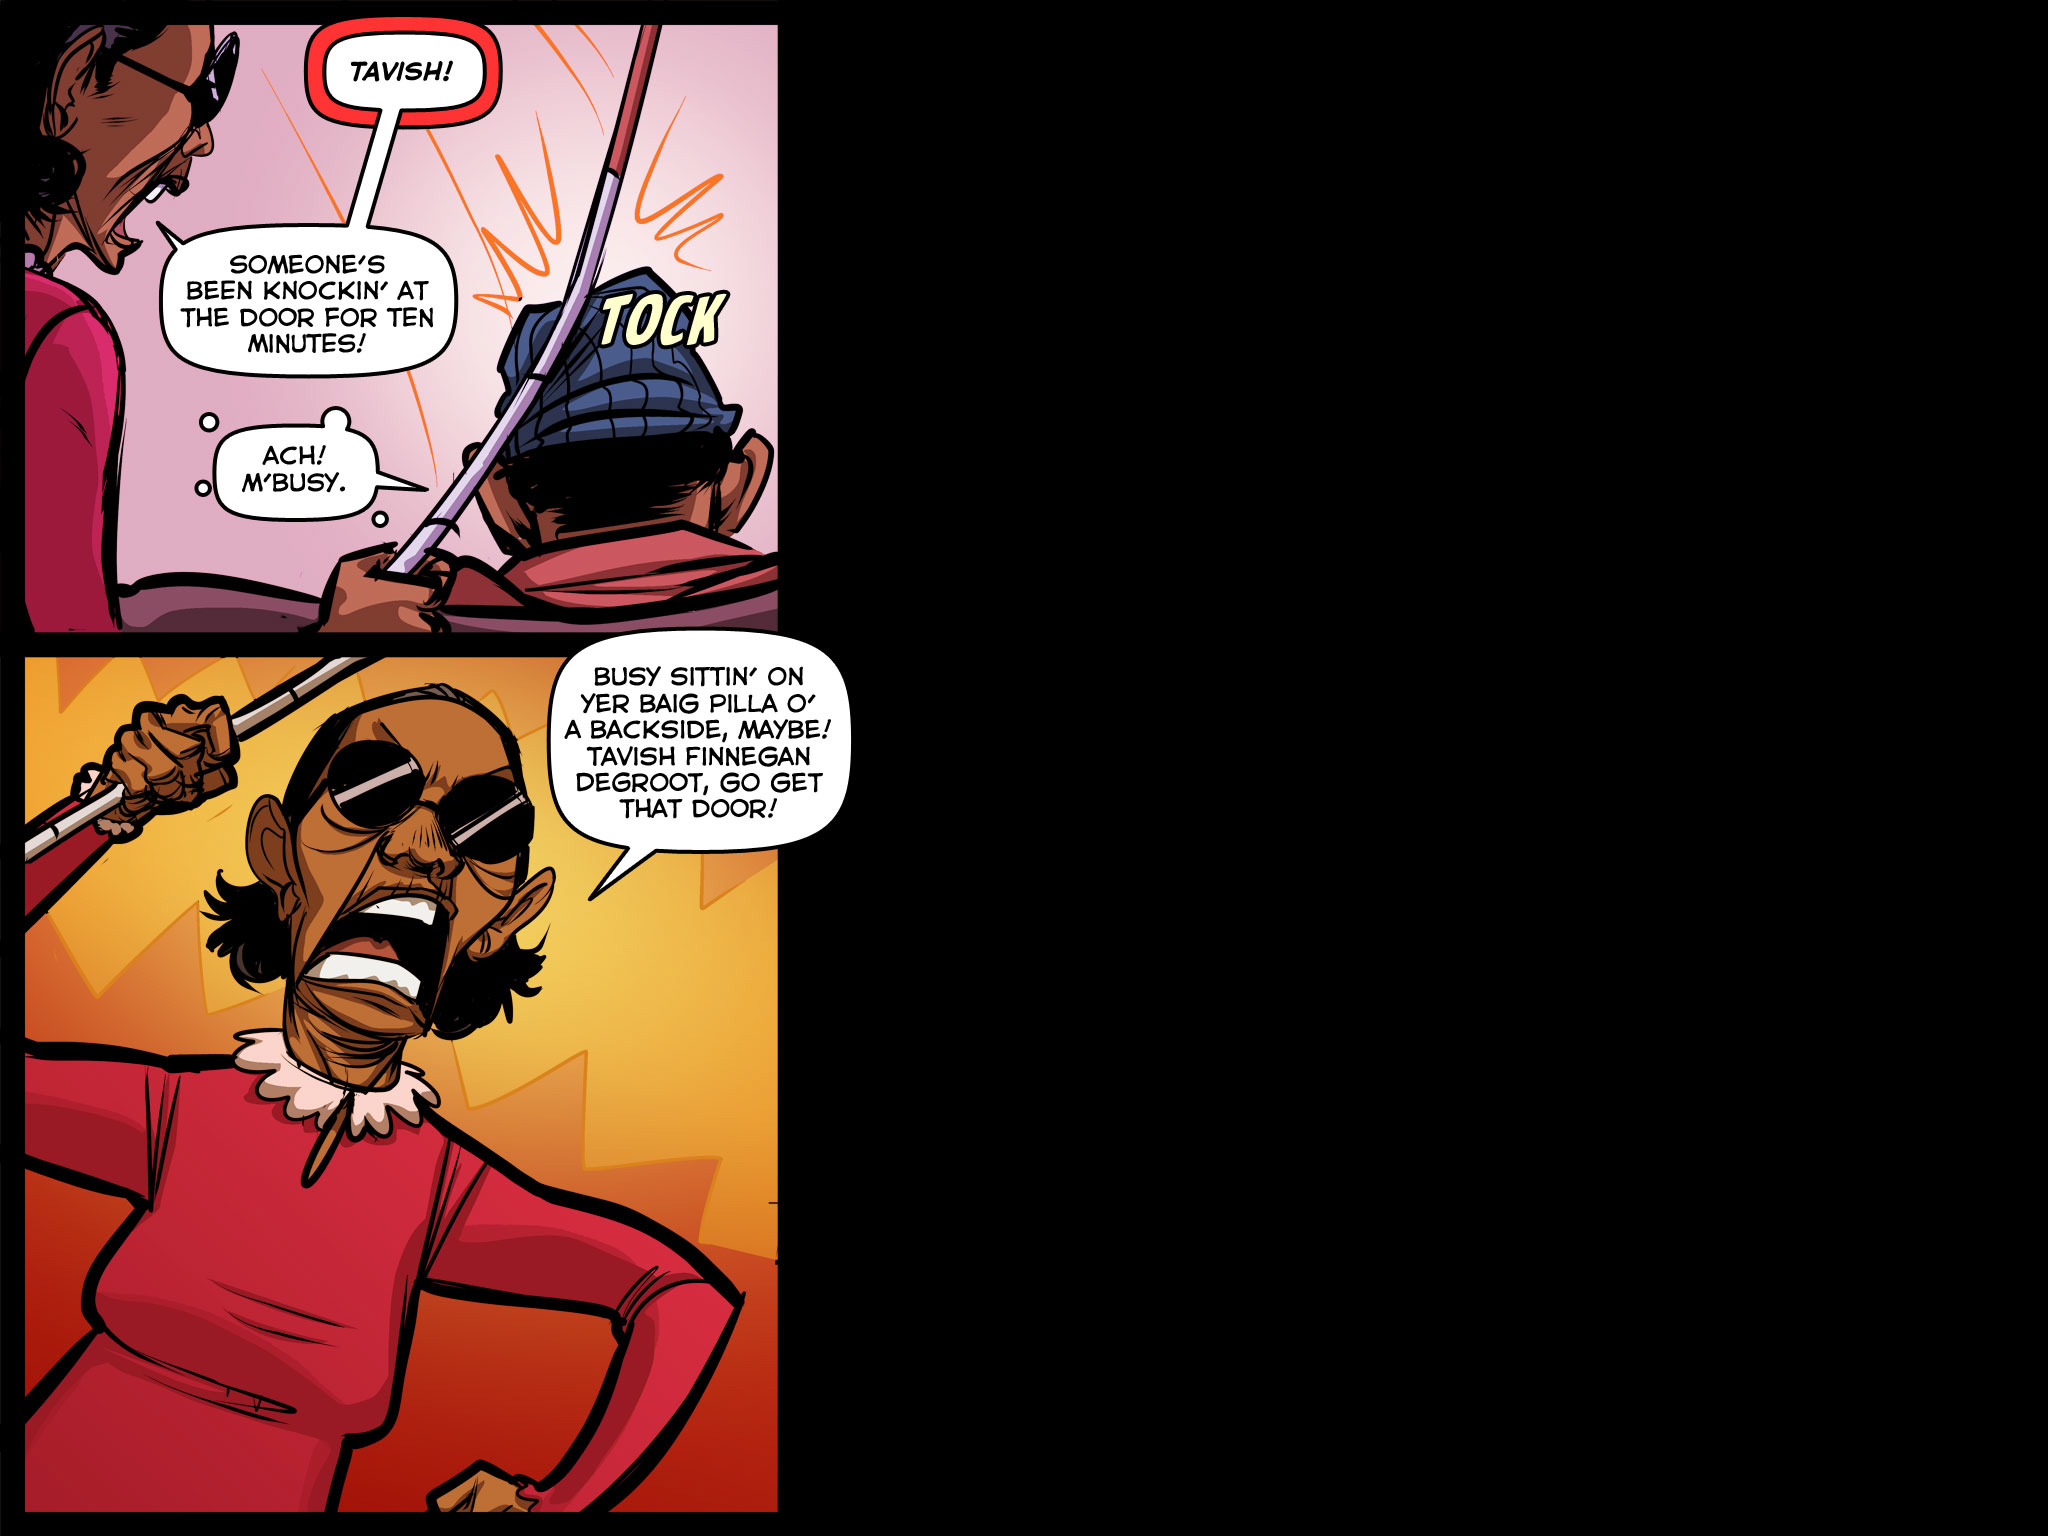 TAVISH!
SOMEONE'S
BEEN KNOCKIN' AT
THE DOOR FOR TEN
MINUTES!
TOCK
ACH!
M'BUSY.
BUSY SITTIN' ON
YER BAIG PILLA O'
A BACKSIDE, MAYBE!
TAVISH FINNEGAN
DEGROOT, GO GET
THAT DOOR!